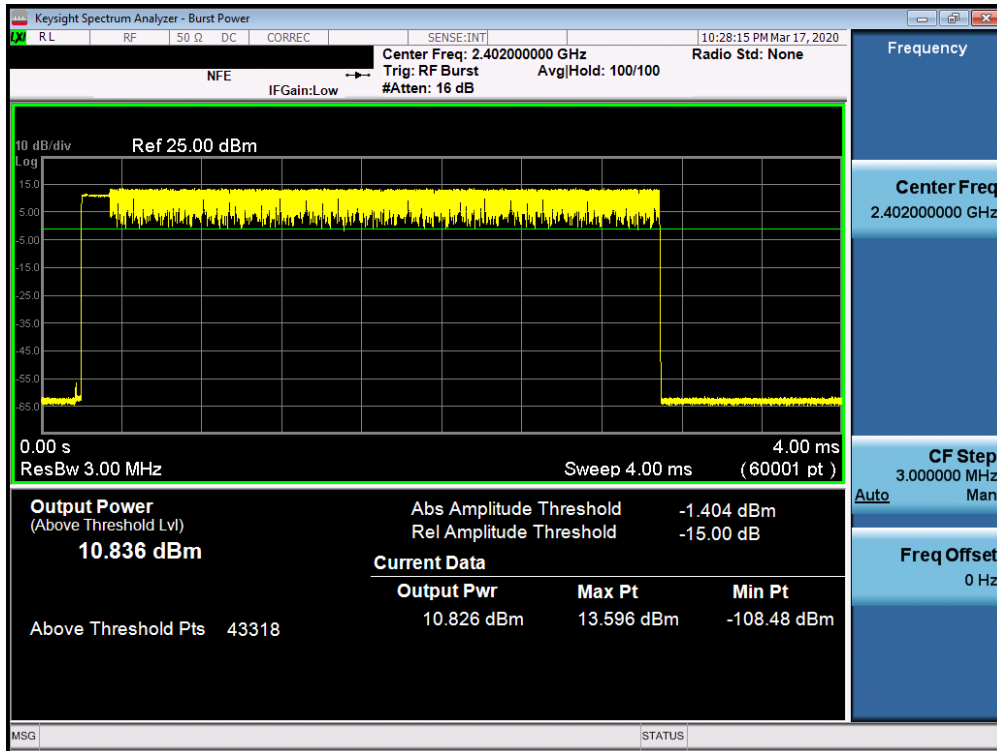 Keysight Spectrum Analyzer - Burst Power
LXI RL RF 50 Ω DC CORREC SENSE:INT 10:28:15 PM Mar 17, 2020
Center Freq: 2.402000000 GHz Radio Std: None
NFE Trig: RF Burst Avg|Hold: 100/100
IFGain:Low #Atten: 16 dB
10 dB/div Ref 25.00 dBm
Log
15.0
5.00
-5.00
-15.0
-25.0
-35.0
-45.0
-55.0
-65.0
0.00 s 4.00 ms
ResBw 3.00 MHz Sweep 4.00 ms (60001 pt)
Output Power
(Above Threshold Lvl)
10.836 dBm
Above Threshold Pts 43318
Abs Amplitude Threshold -1.404 dBm
Rel Amplitude Threshold -15.00 dB
Current Data
Output Pwr Max Pt Min Pt
10.826 dBm 13.596 dBm -108.48 dBm
Frequency
Center Freq
2.402000000 GHz
CF Step
3.000000 MHz
Auto Man
Freq Offset
0 Hz
MSG STATUS